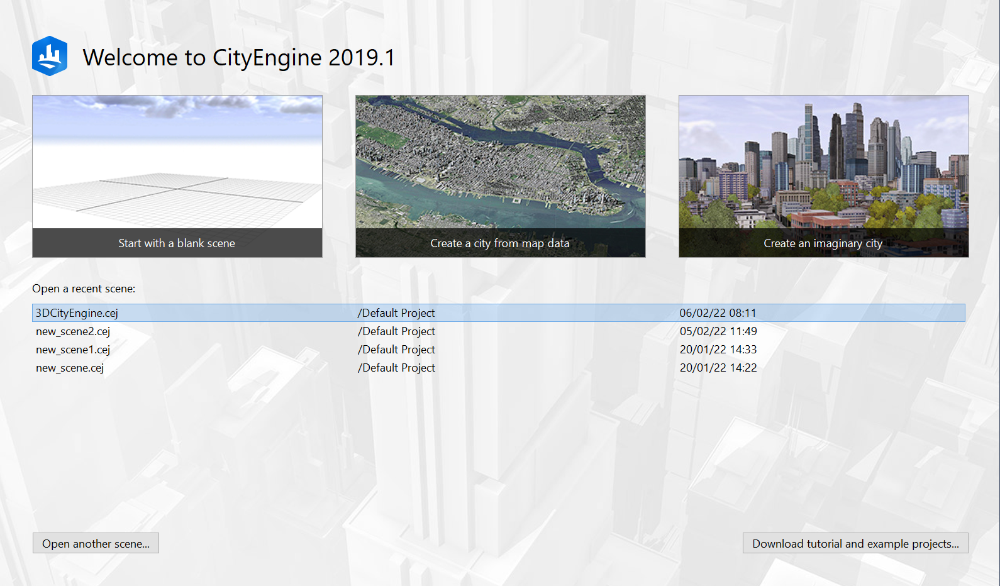 Welcome to CityEngine 2019.1
Start with a blank scene
Create a city from map data
Create an imaginary city
Open a recent scene:
3DCityEngine.cej /Default Project 06/02/22 08:11
new_scene2.cej /Default Project 05/02/22 11:49
new_scene1.cej /Default Project 20/01/22 14:33
new_scene.cej /Default Project 20/01/22 14:22
Open another scene...
Download tutorial and example projects...